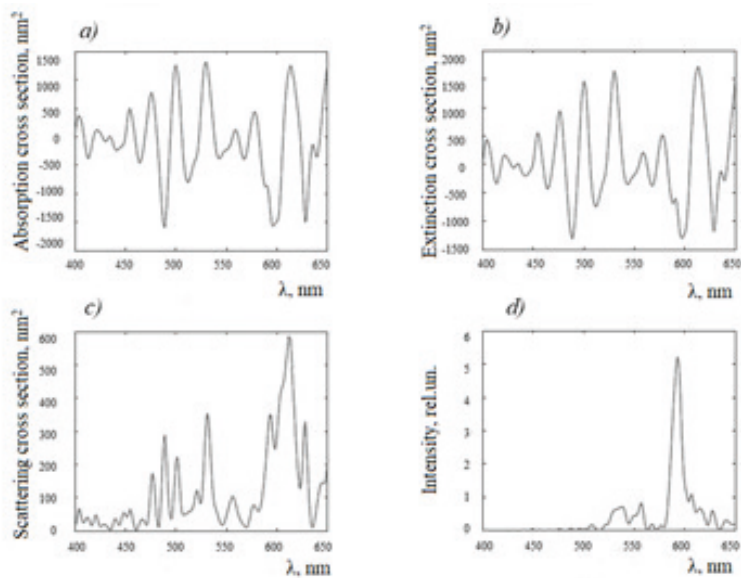 a)
Absorption cross section, nm²
1500
1000
500
0
-500
-1000
-1500
-2000
400 450 500 550 600 650
λ, nm
b)
Extinction cross section, nm²
2000
1500
1000
500
0
-500
-1000
-1500
400 450 500 550 600 650
λ, nm
c)
Scattering cross section, nm²
600
500
400
300
200
100
0
400 450 500 550 600 650
λ, nm
d)
Intensity, rel.un.
6
5
4
3
2
1
0
400 450 500 550 600 650
λ, nm